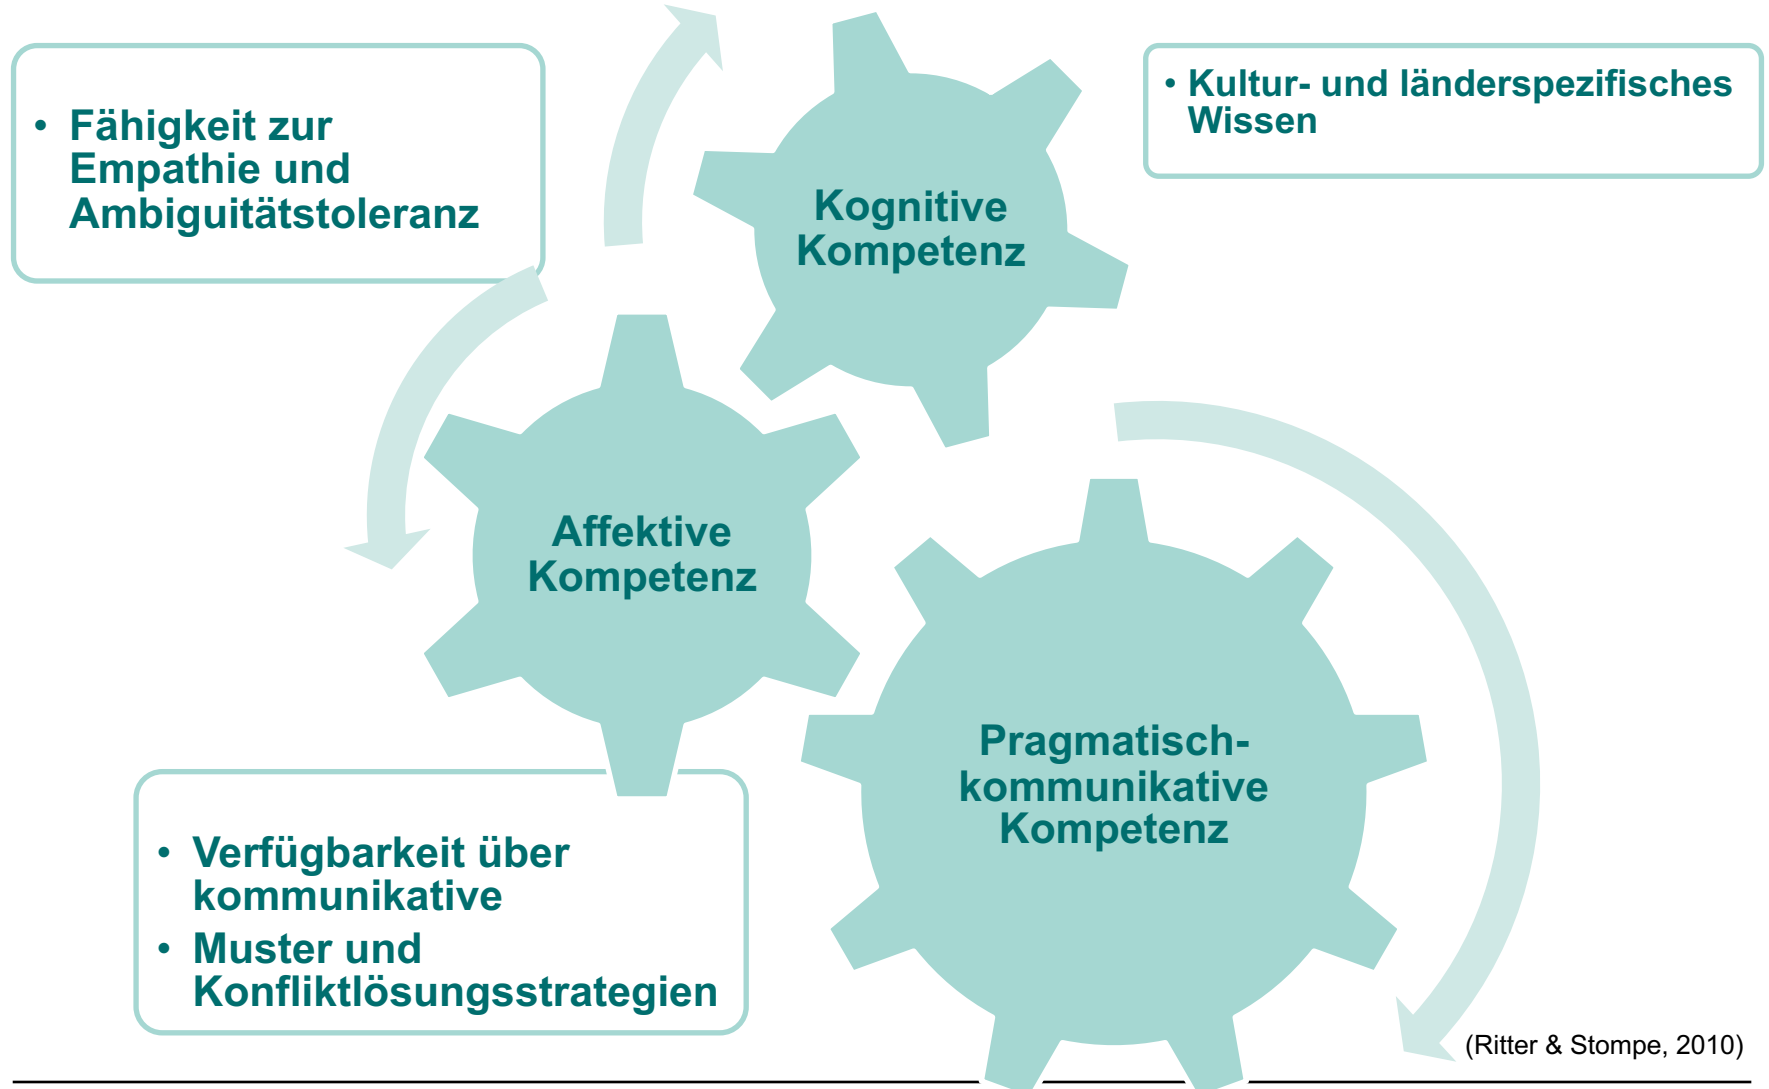 • Fähigkeit zur
Empathie und
Ambiguitätstoleranz
• Kultur- und länderspezifisches
Wissen
Kognitive
Kompetenz
Affektive
Kompetenz
Pragmatisch-
kommunikative
Kompetenz
• Verfügbarkeit über
kommunikative
• Muster und
Konfliktlösungsstrategien
(Ritter & Stompe, 2010)